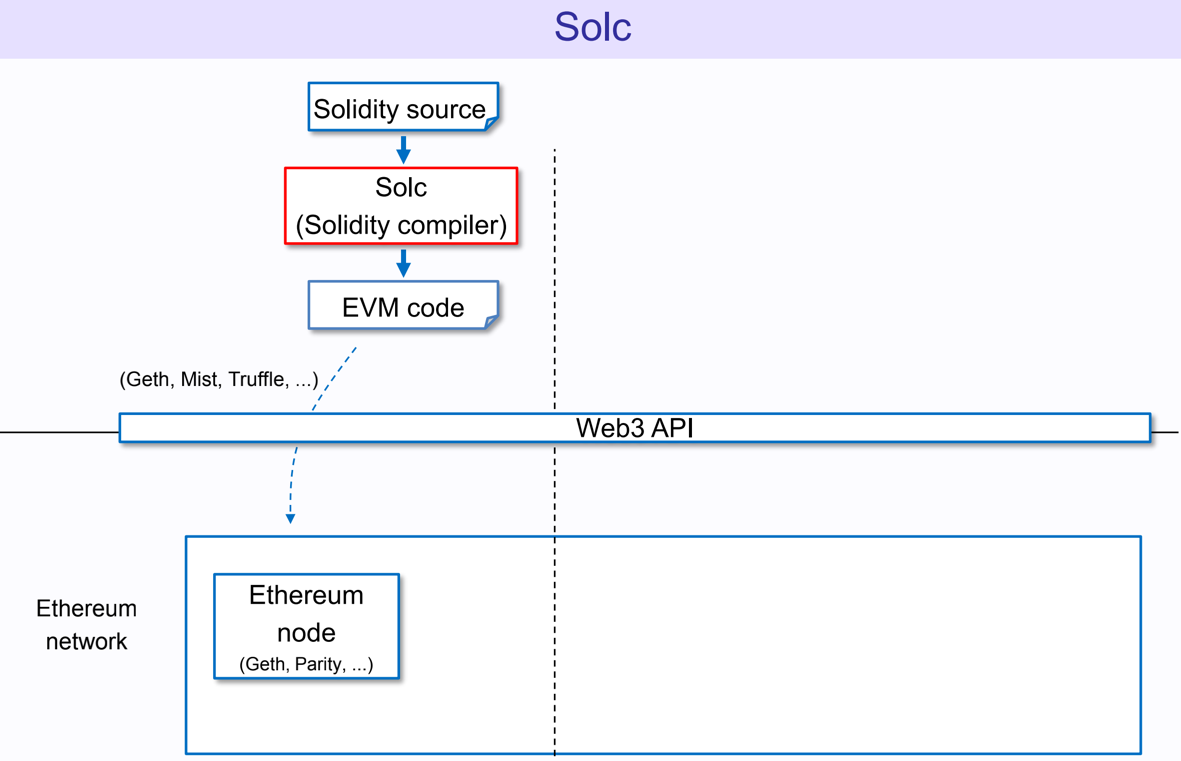 Solc
Solidity source
Solc
(Solidity compiler)
EVM code
(Geth, Mist, Truffle, ...)
Web3 API
Ethereum
network
Ethereum
node
(Geth, Parity, ...)